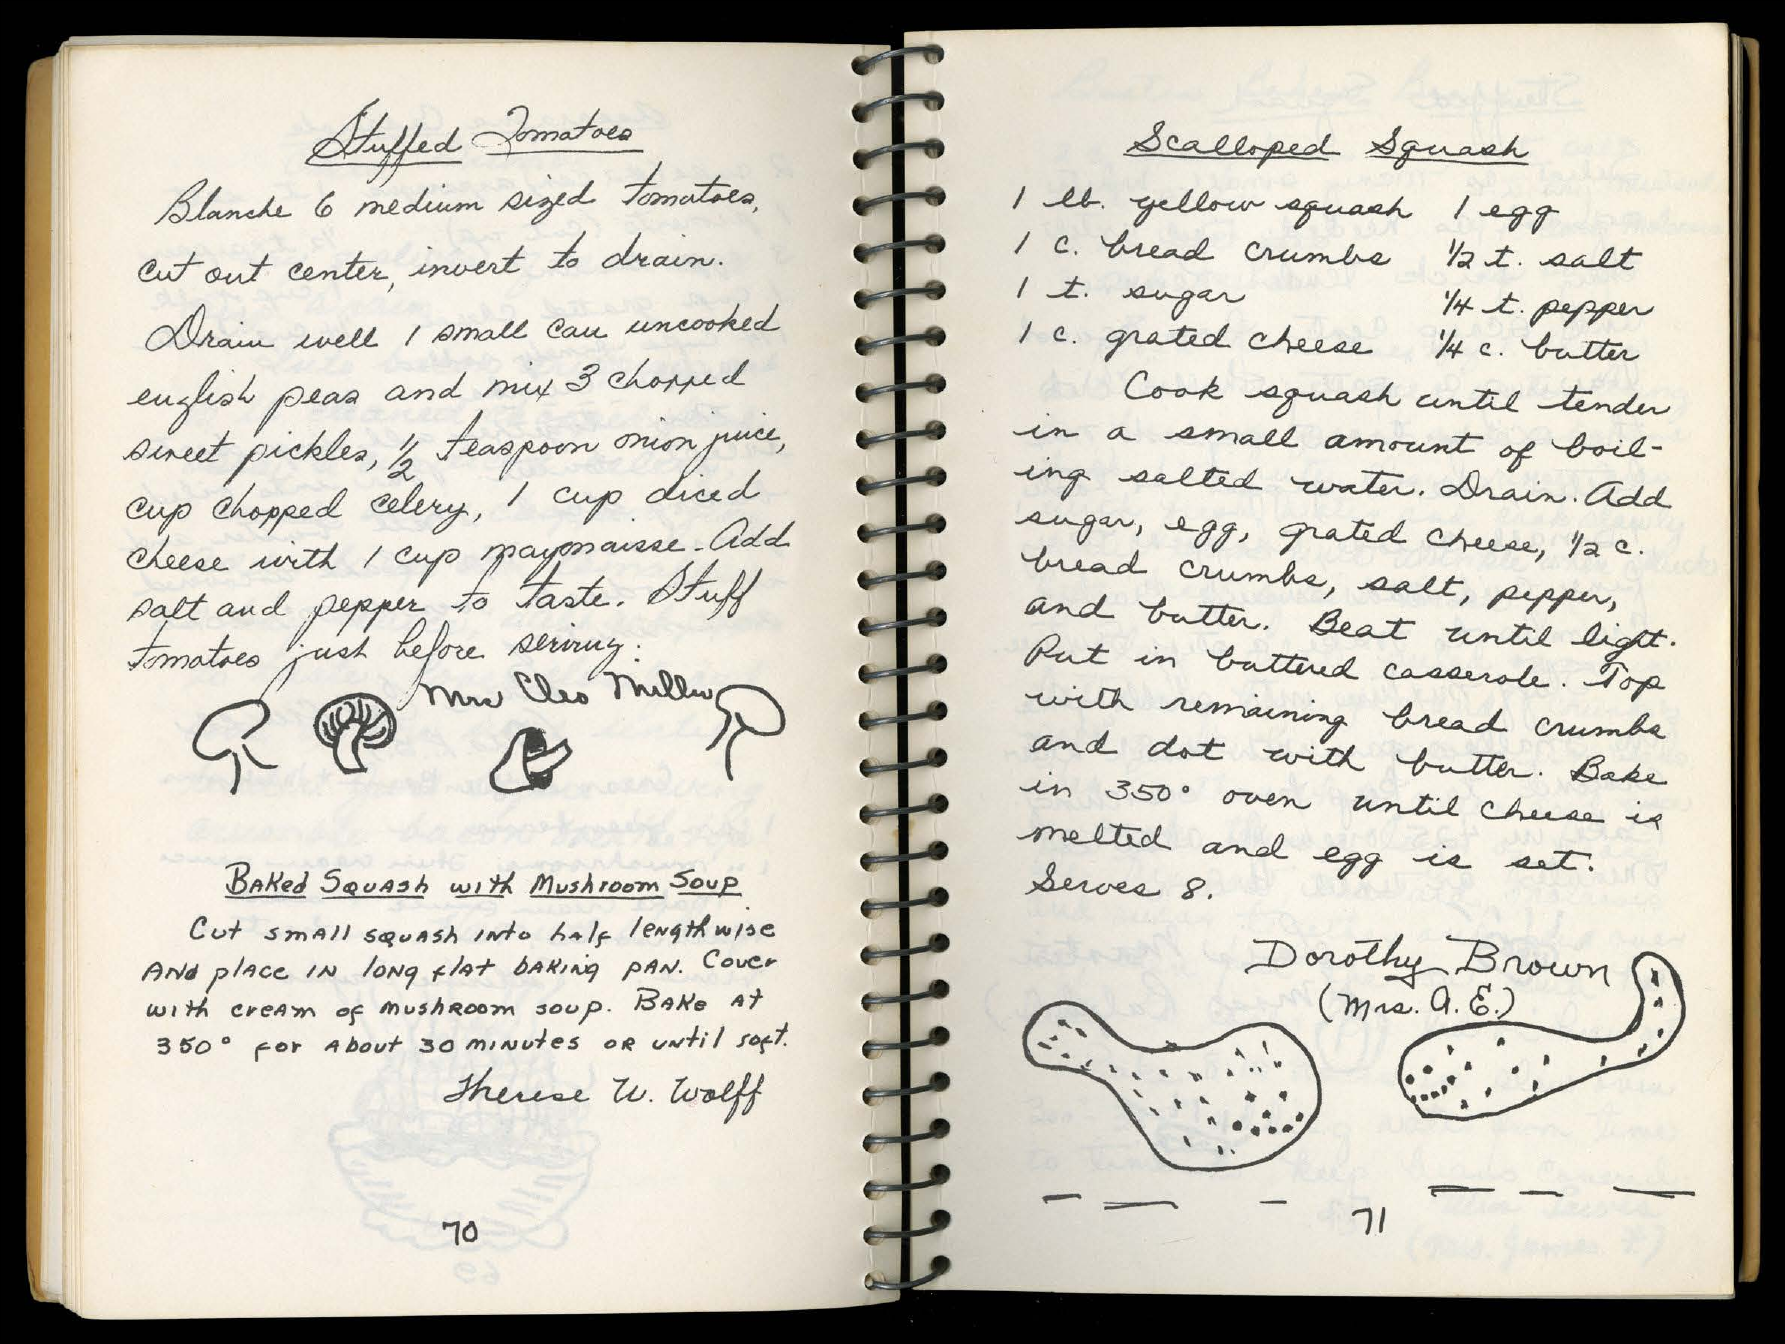 Stuffed Tomatoes
Blanche 6 medium sized tomatoes,
cut out center, invert to drain.
Drain well 1 small can uncooked
english peas and mix 3 chopped
sweet pickles, 1/2 teaspoon onion juice,
cup chopped celery, 1 cup diced
cheese with 1 cup maymaisse. Add
salt and pepper to taste. Stuff
tomatoes just before serving.
Mrs Cleo Miller
Baked Squash with Mushroom Soup
Cut small squash into half lengthwise
and place in long flat baking pan. Cover
with cream of mushroom soup. Bake at
350° for about 30 minutes or until soft.
Therese W. Wolff
70
Scalloped Squash
1 lb. yellow squash 1 egg
1 c. bread crumbs 1/2 t. salt
1 t. sugar 1/4 t. pepper
1 c. grated cheese 1/4 c. butter
Cook squash until tender
in a small amount of boil-
ing salted water. Drain. Add
sugar, egg, grated cheese, 1/2 c.
bread crumbs, salt, pepper,
and butter. Beat until light.
Put in buttered casserole. Top
with remaining bread crumbs
and dot with butter. Bake
in 350° oven until cheese is
melted and egg is set.
Serves 8.
Dorothy Brown
(Mrs. A.E.)
71